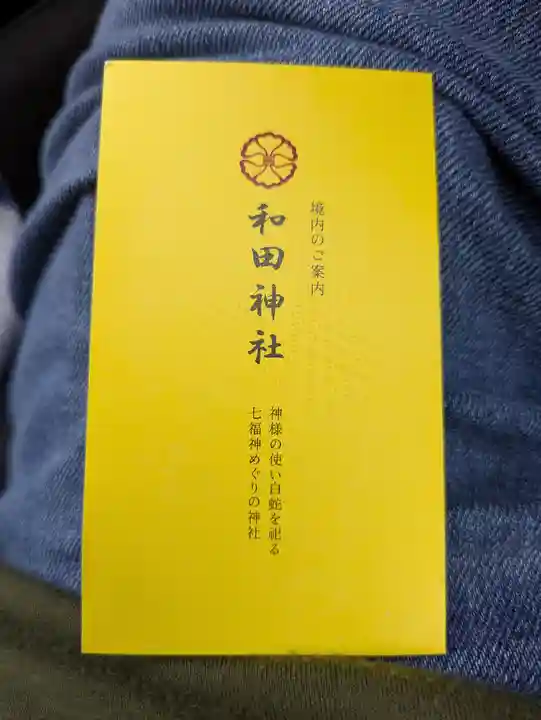 境内のご案内
和田神社
神様の使い白蛇を祀る
七福神めぐりの神社